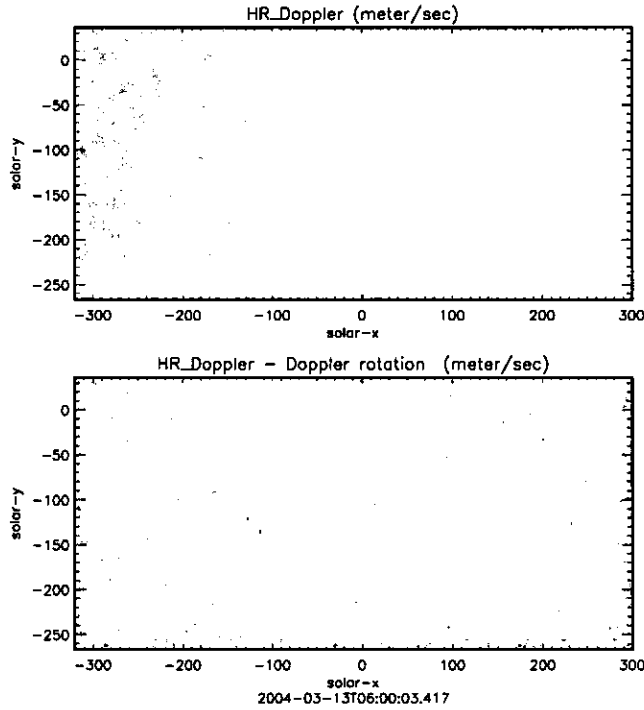 HR_Doppler (meter/sec)
solar-y
0
-50
-100
-150
-200
-250
-300 -200 -100 0 100 200 300
solar-x
HR_Doppler - Doppler rotation (meter/sec)
solar-y
0
-50
-100
-150
-200
-250
-300 -200 -100 0 100 200 300
solar-x
2004-03-13T06:00:03.417